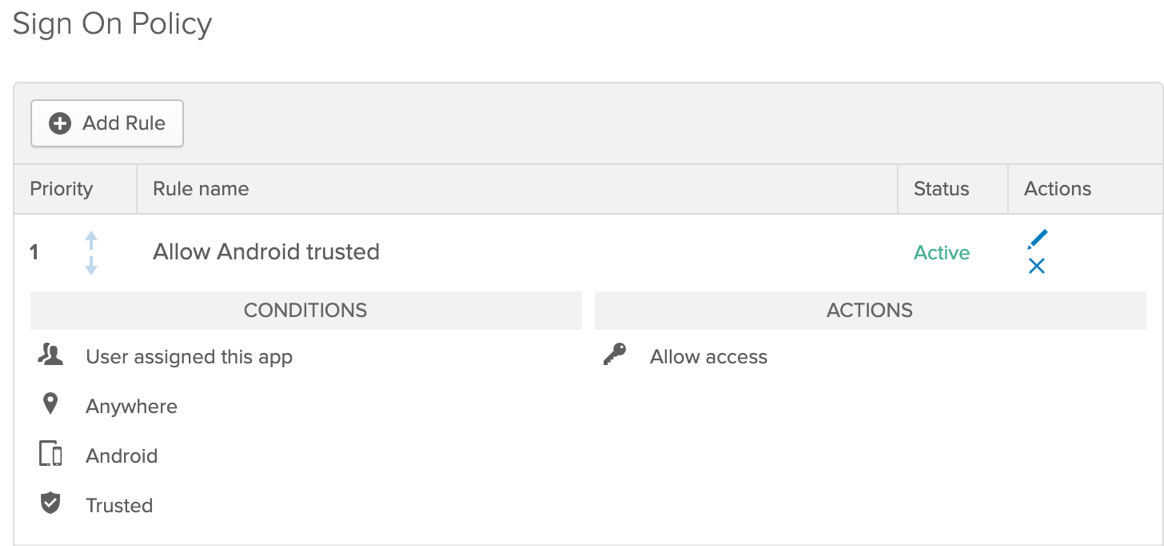 Sign On Policy
Add Rule
Priority Rule name Status Actions
1 Allow Android trusted Active
CONDITIONS ACTIONS
User assigned this app Allow access
Anywhere
Android
Trusted